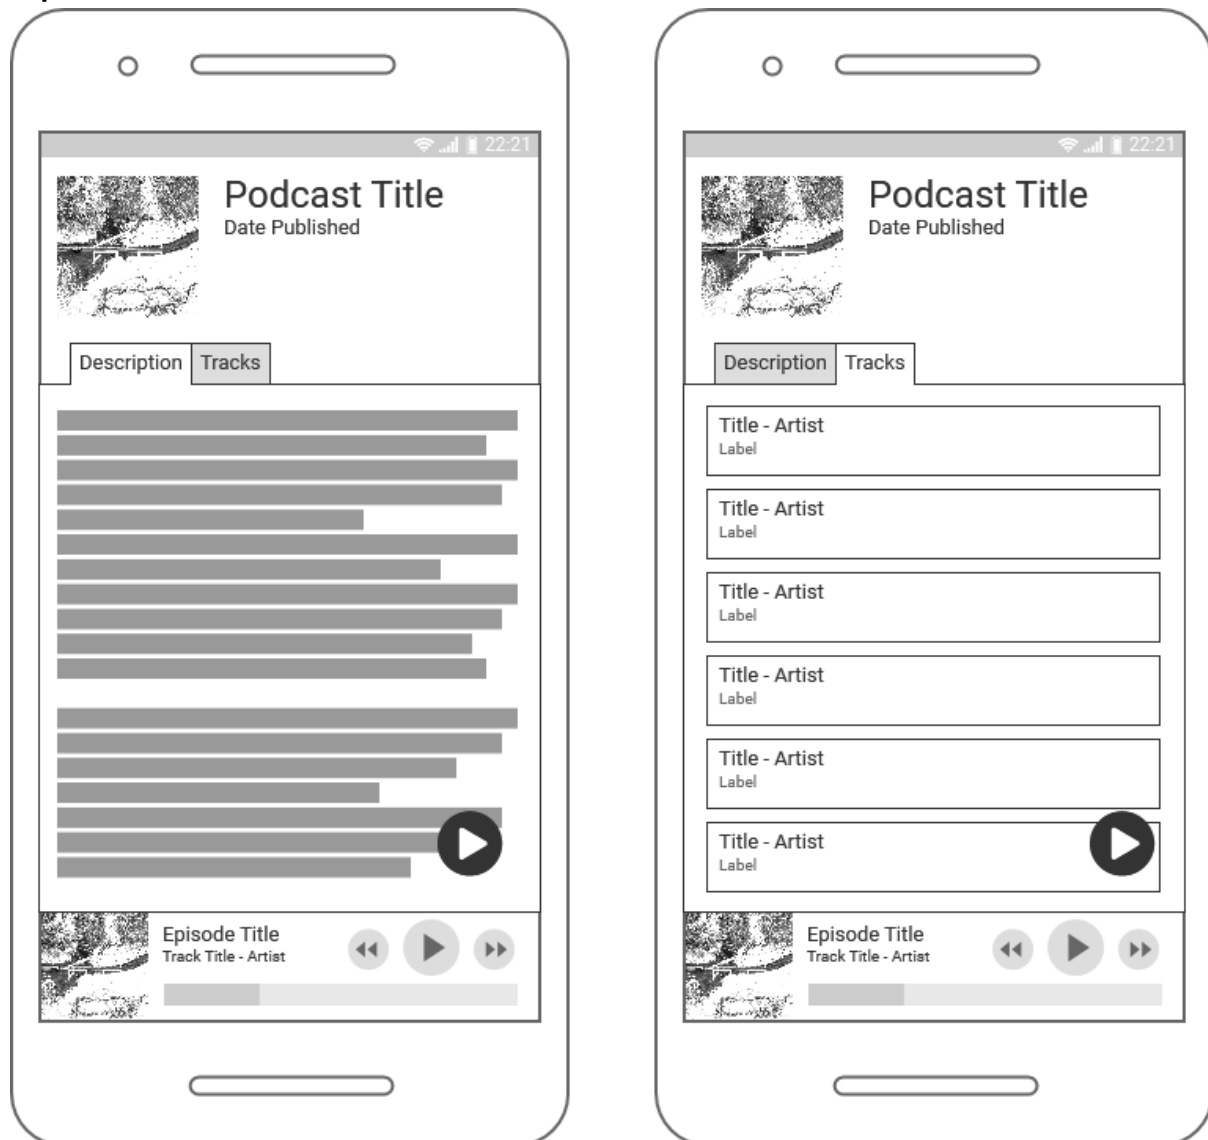 22:21
Podcast Title
Date Published
Description Tracks
Episode Title
Track Title - Artist
22:21
Podcast Title
Date Published
Description Tracks
Title - Artist
Label
Title - Artist
Label
Title - Artist
Label
Title - Artist
Label
Title - Artist
Label
Title - Artist
Label
Episode Title
Track Title - Artist